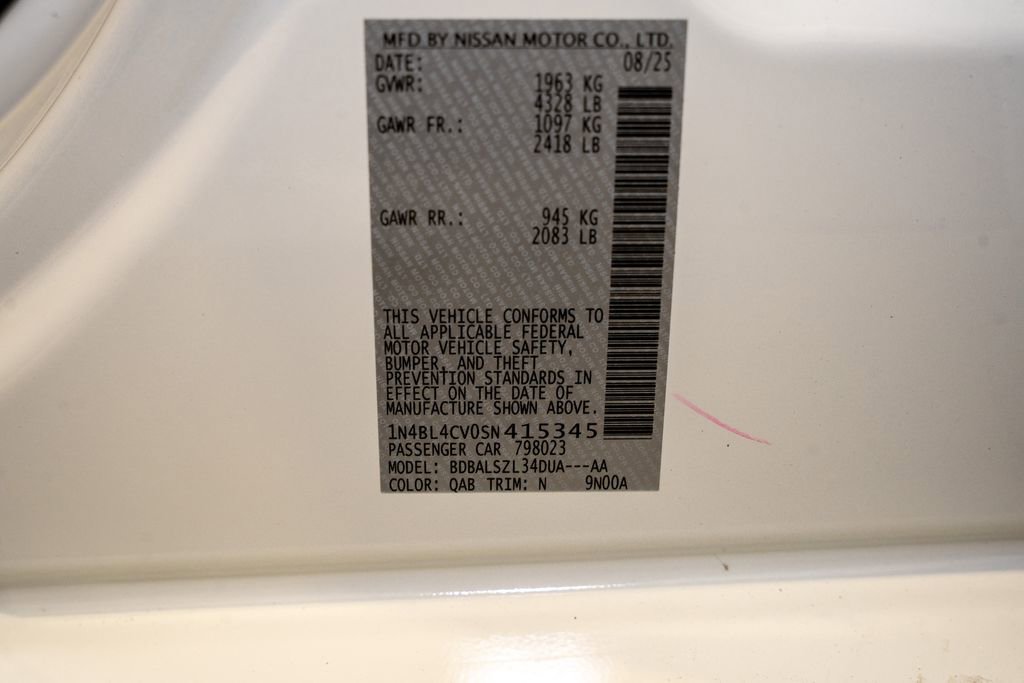 MFD BY NISSAN MOTOR CO., LTD.
DATE: 08/25
GVWR: 1963 KG
4328 LB
GAWR FR.: 1097 KG
2418 LB
GAWR RR.: 945 KG
2083 LB
THIS VEHICLE CONFORMS TO
ALL APPLICABLE FEDERAL
MOTOR VEHICLE SAFETY,
BUMPER, AND THEFT
PREVENTION STANDARDS IN
EFFECT ON THE DATE OF
MANUFACTURE SHOWN ABOVE.
1N4BL4CV0SN415345
PASSENGER CAR 798023
MODEL: BDBALSZL34DUA---AA
COLOR: QAB TRIM: N 9N00A